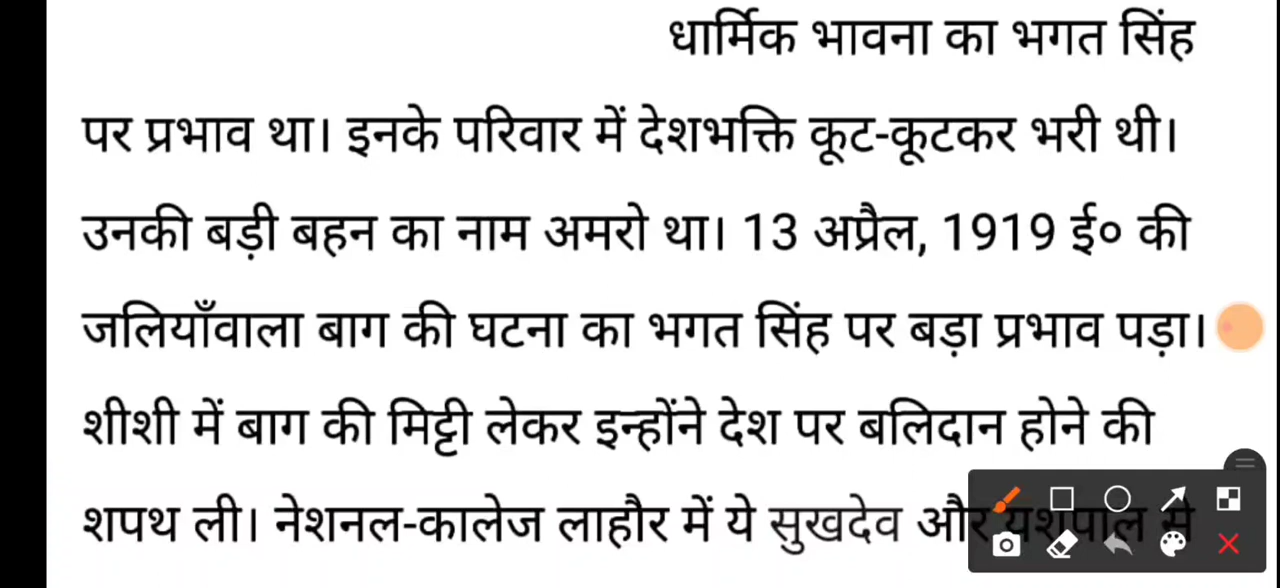 धार्मिक भावना का भगत सिंह
पर प्रभाव था। इनके परिवार में देशभक्ति कूट-कूटकर भरी थी।
उनकी बड़ी बहन का नाम अमरो था। 13 अप्रैल, 1919 ई० की
जलियाँवाला बाग की घटना का भगत सिंह पर बड़ा प्रभाव पड़ा।
शीशी में बाग की मिट्टी लेकर इन्होंने देश पर बलिदान होने की
शपथ ली। नेशनल-कालेज लाहौर में ये सुखदेव और यशपाल से